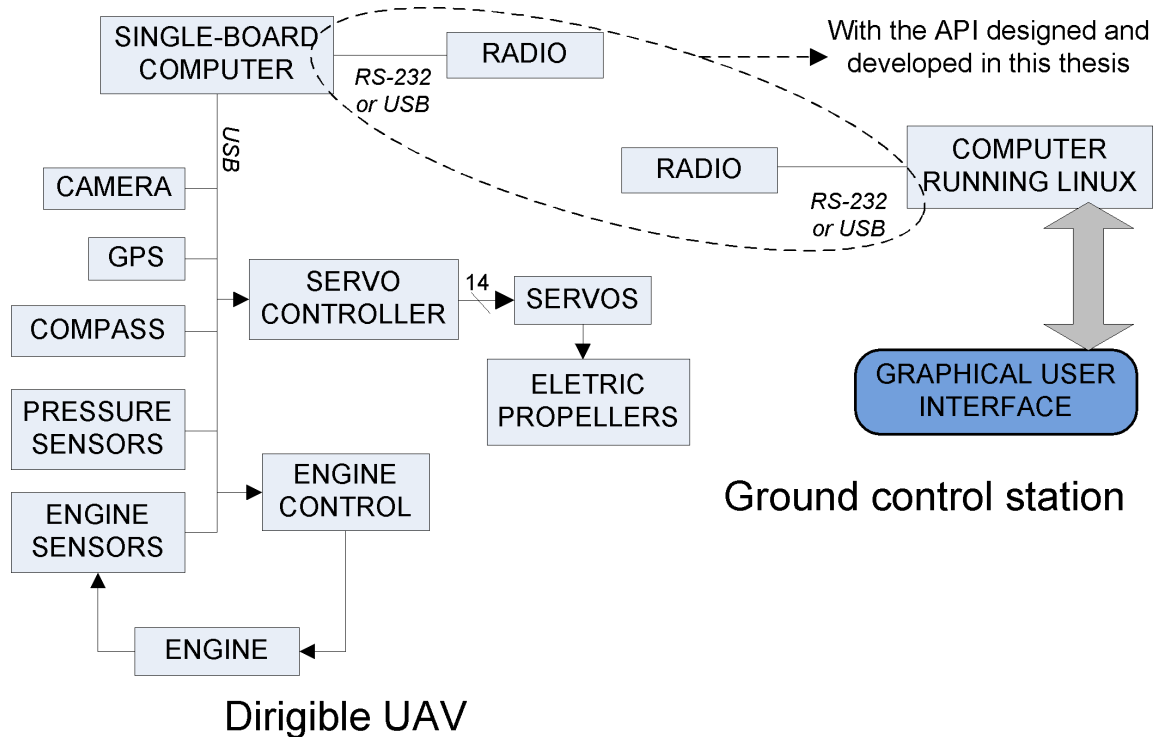 SINGLE-BOARD
COMPUTER
RADIO
RS-232
or USB
With the API designed and
developed in this thesis
USB
COMPUTER
RUNNING LINUX
RADIO
RS-232
or USB
CAMERA
GPS
COMPASS
SERVO
CONTROLLER
14
SERVOS
ELETRIC
PROPELLERS
GRAPHICAL USER
INTERFACE
PRESSURE
SENSORS
ENGINE
CONTROL
ENGINE
SENSORS
Ground control station
ENGINE
Dirigible UAV